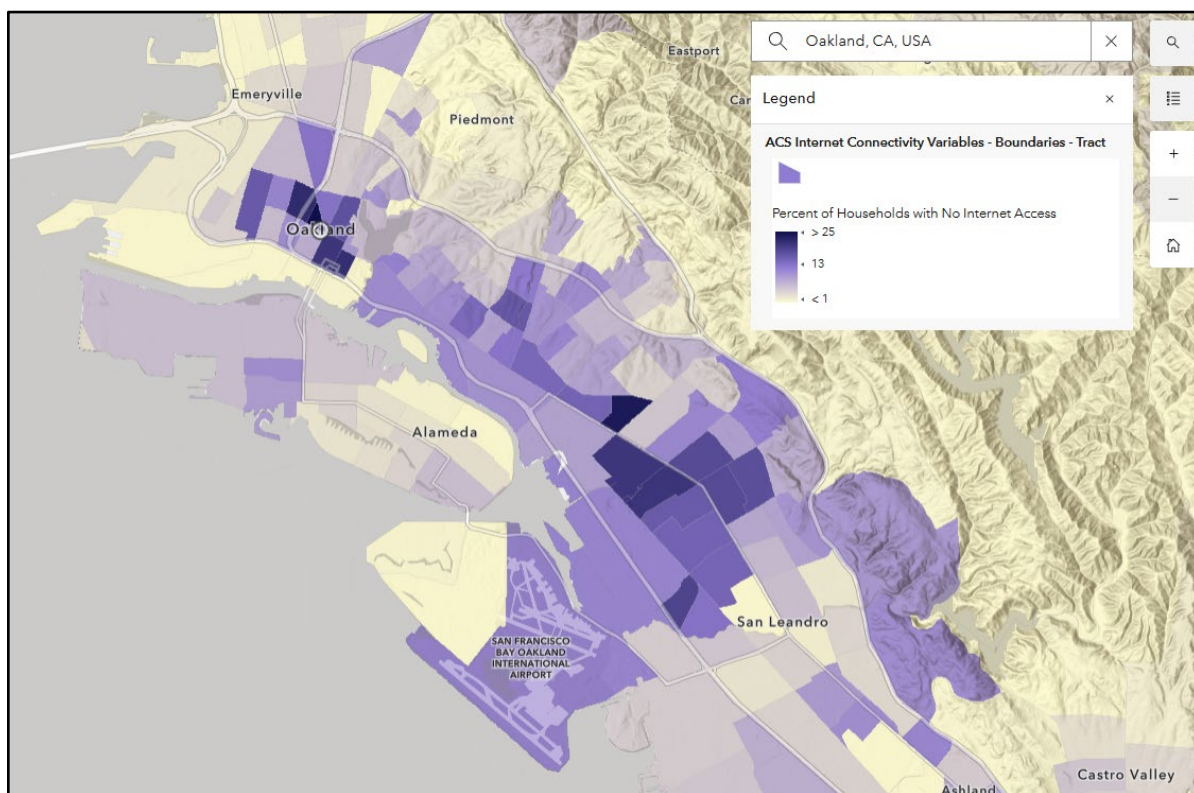 Eastport
Emeryville
Piedmont
Oakland
Alameda
SAN FRANCISCO
BAY OAKLAND
INTERNATIONAL
AIRPORT
San Leandro
Castro Valley
Ashland
Oakland, CA, USA
Legend
ACS Internet Connectivity Variables - Boundaries - Tract
Percent of Households with No Internet Access
> 25
13
< 1